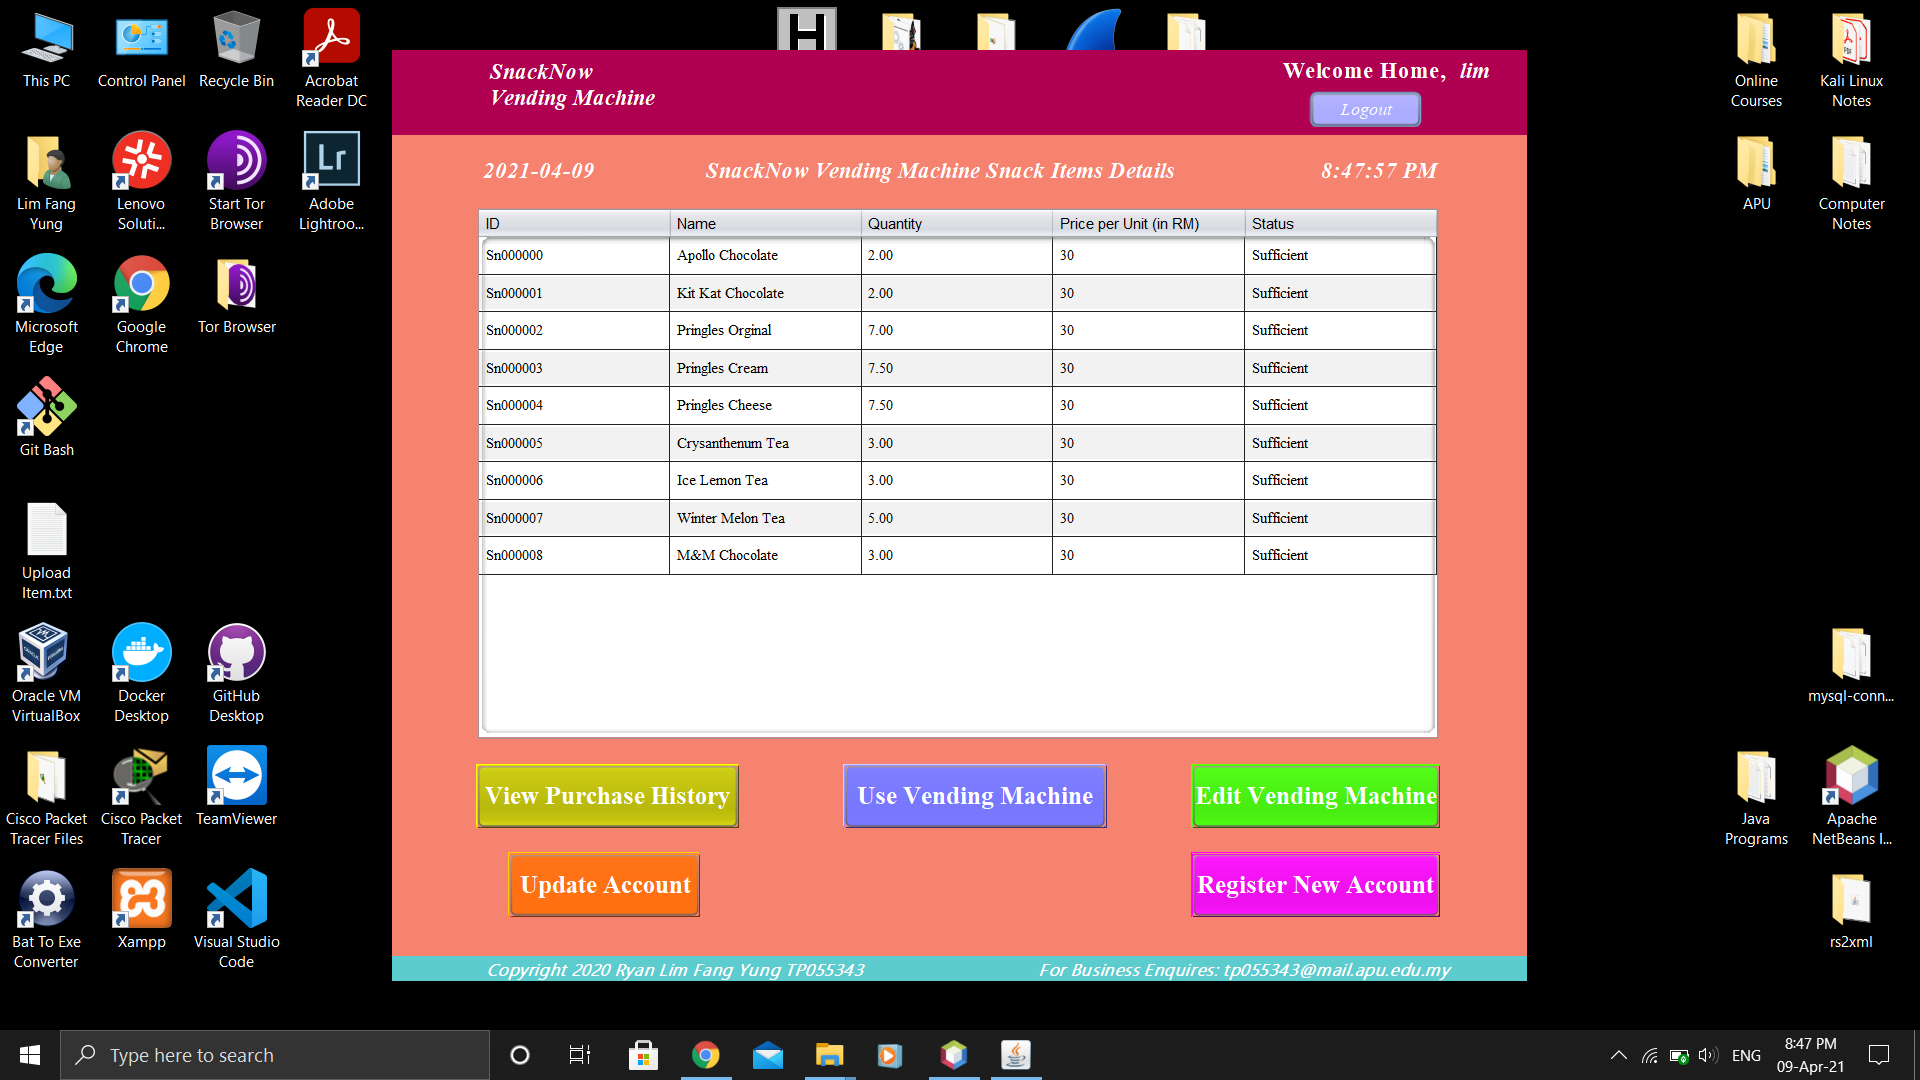 This PC
Control Panel
Recycle Bin
Acrobat
Reader DC
Lim Fang
Yung
Lenovo
Soluti...
Start Tor
Browser
Lr
Adobe
Lightroo...
Microsoft
Edge
Google
Chrome
Tor Browser
Git Bash
Upload
Item.txt
Oracle VM
VirtualBox
Docker
Desktop
GitHub
Desktop
Cisco Packet
Tracer Files
Cisco Packet
Tracer
TeamViewer
Bat To Exe
Converter
Xampp
Visual Studio
Code
SnackNow
Vending Machine
Welcome Home, lim
Logout
2021-04-09 SnackNow Vending Machine Snack Items Details 8:47:57 PM
ID Name Quantity Price per Unit (in RM) Status
Sn000000 Apollo Chocolate 2.00 30 Sufficient
Sn000001 Kit Kat Chocolate 2.00 30 Sufficient
Sn000002 Pringles Orginal 7.00 30 Sufficient
Sn000003 Pringles Cream 7.50 30 Sufficient
Sn000004 Pringles Cheese 7.50 30 Sufficient
Sn000005 Crysanthenum Tea 3.00 30 Sufficient
Sn000006 Ice Lemon Tea 3.00 30 Sufficient
Sn000007 Winter Melon Tea 5.00 30 Sufficient
Sn000008 M&M Chocolate 3.00 30 Sufficient
View Purchase History
Use Vending Machine
Edit Vending Machine
Update Account
Register New Account
Copyright 2020 Ryan Lim Fang Yung TP055343
For Business Enquires: tp055343@mail.apu.edu.my
Online
Courses
PDF
Kali Linux
Notes
APU
Computer
Notes
mysql-conn...
Java
Programs
Apache
NetBeans I...
rs2xml
Type here to search
ENG
8:47 PM
09-Apr-21